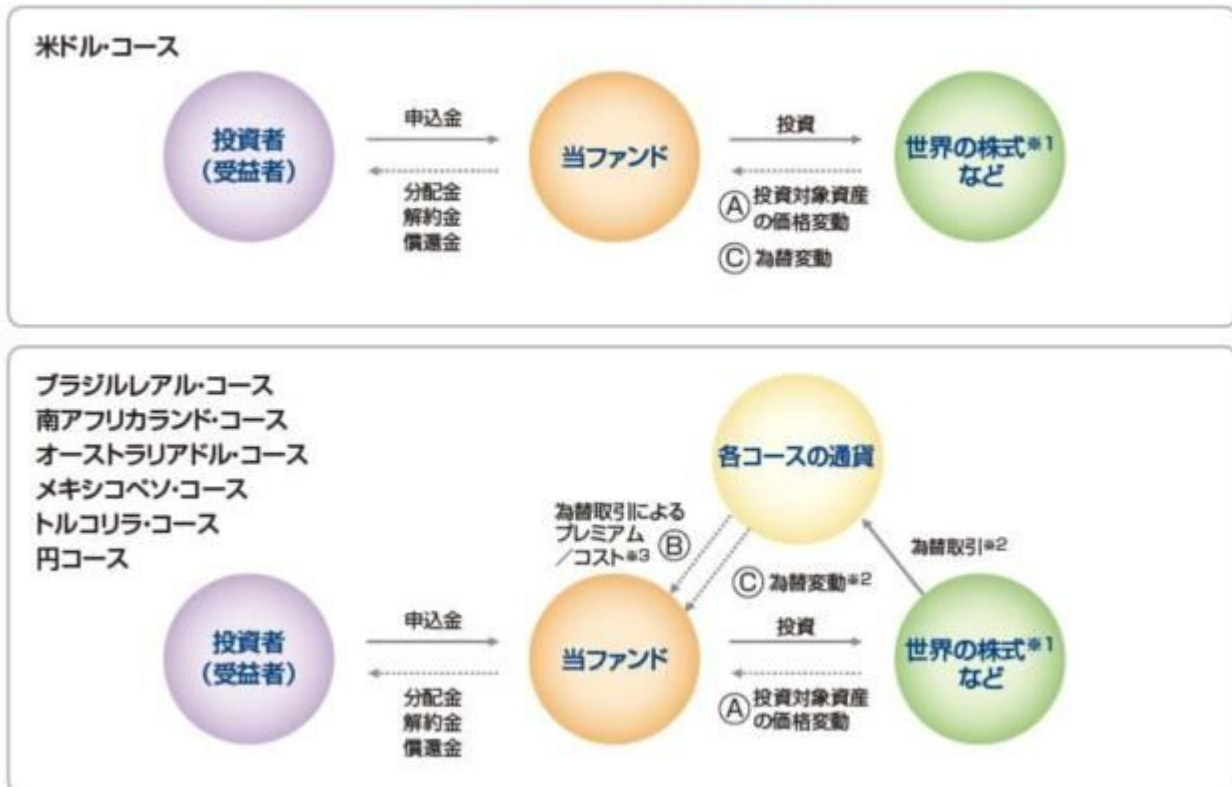 米ドル・コース
投資者
(受益者)
申込金
分配金
解約金
償還金
当ファンド
投資
Ⓐ 投資対象資産
の価格変動
Ⓒ 為替変動
世界の株式※1
など
ブラジルレアル・コース
南アフリカランド・コース
オーストラリアドル・コース
メキシコペソ・コース
トルコリラ・コース
円コース
各コースの通貨
為替取引による
プレミアム
/コスト※3 Ⓑ
Ⓒ 為替変動※2
為替取引※2
投資者
(受益者)
申込金
分配金
解約金
償還金
当ファンド
投資
Ⓐ 投資対象資産
の価格変動
世界の株式※1
など